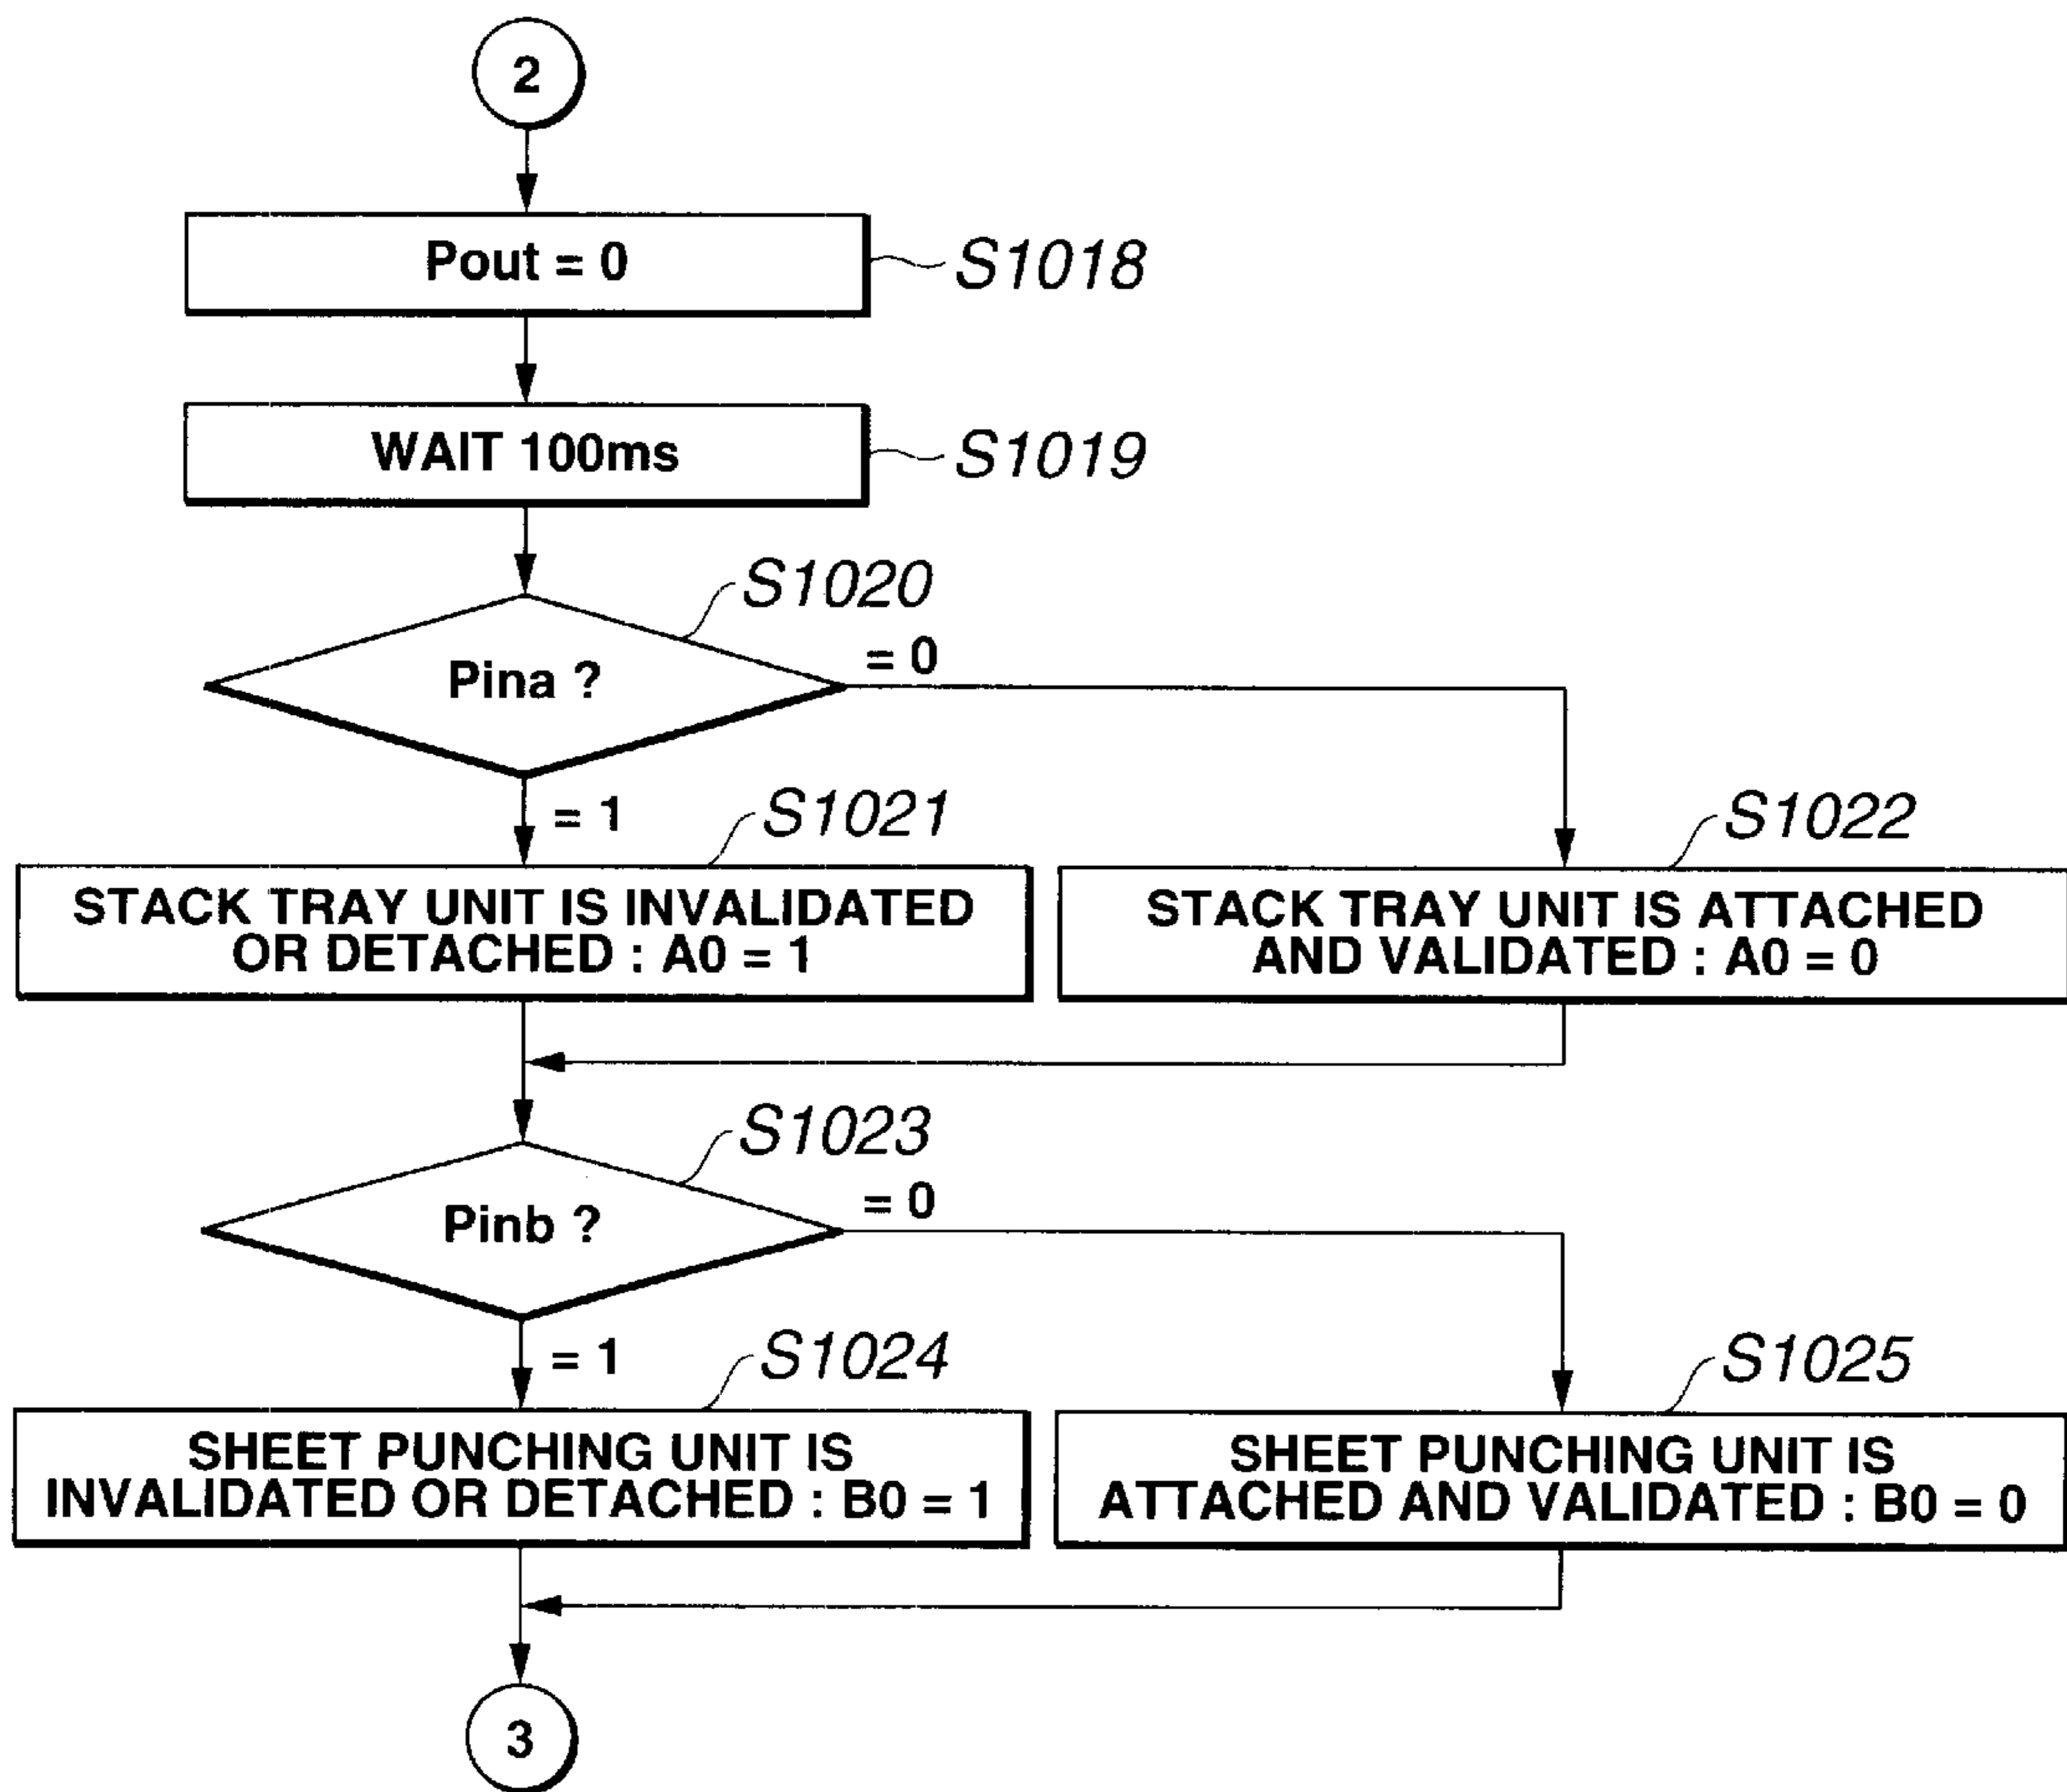 2
Pout = 0
S1018
WAIT 100ms
S1019
S1020
Pina ?
= 0
= 1
S1021
S1022
STACK TRAY UNIT IS INVALIDATED
OR DETACHED : A0 = 1
STACK TRAY UNIT IS ATTACHED
AND VALIDATED : A0 = 0
S1023
Pinb ?
= 0
= 1
S1024
S1025
SHEET PUNCHING UNIT IS
INVALIDATED OR DETACHED : B0 = 1
SHEET PUNCHING UNIT IS
ATTACHED AND VALIDATED : B0 = 0
3